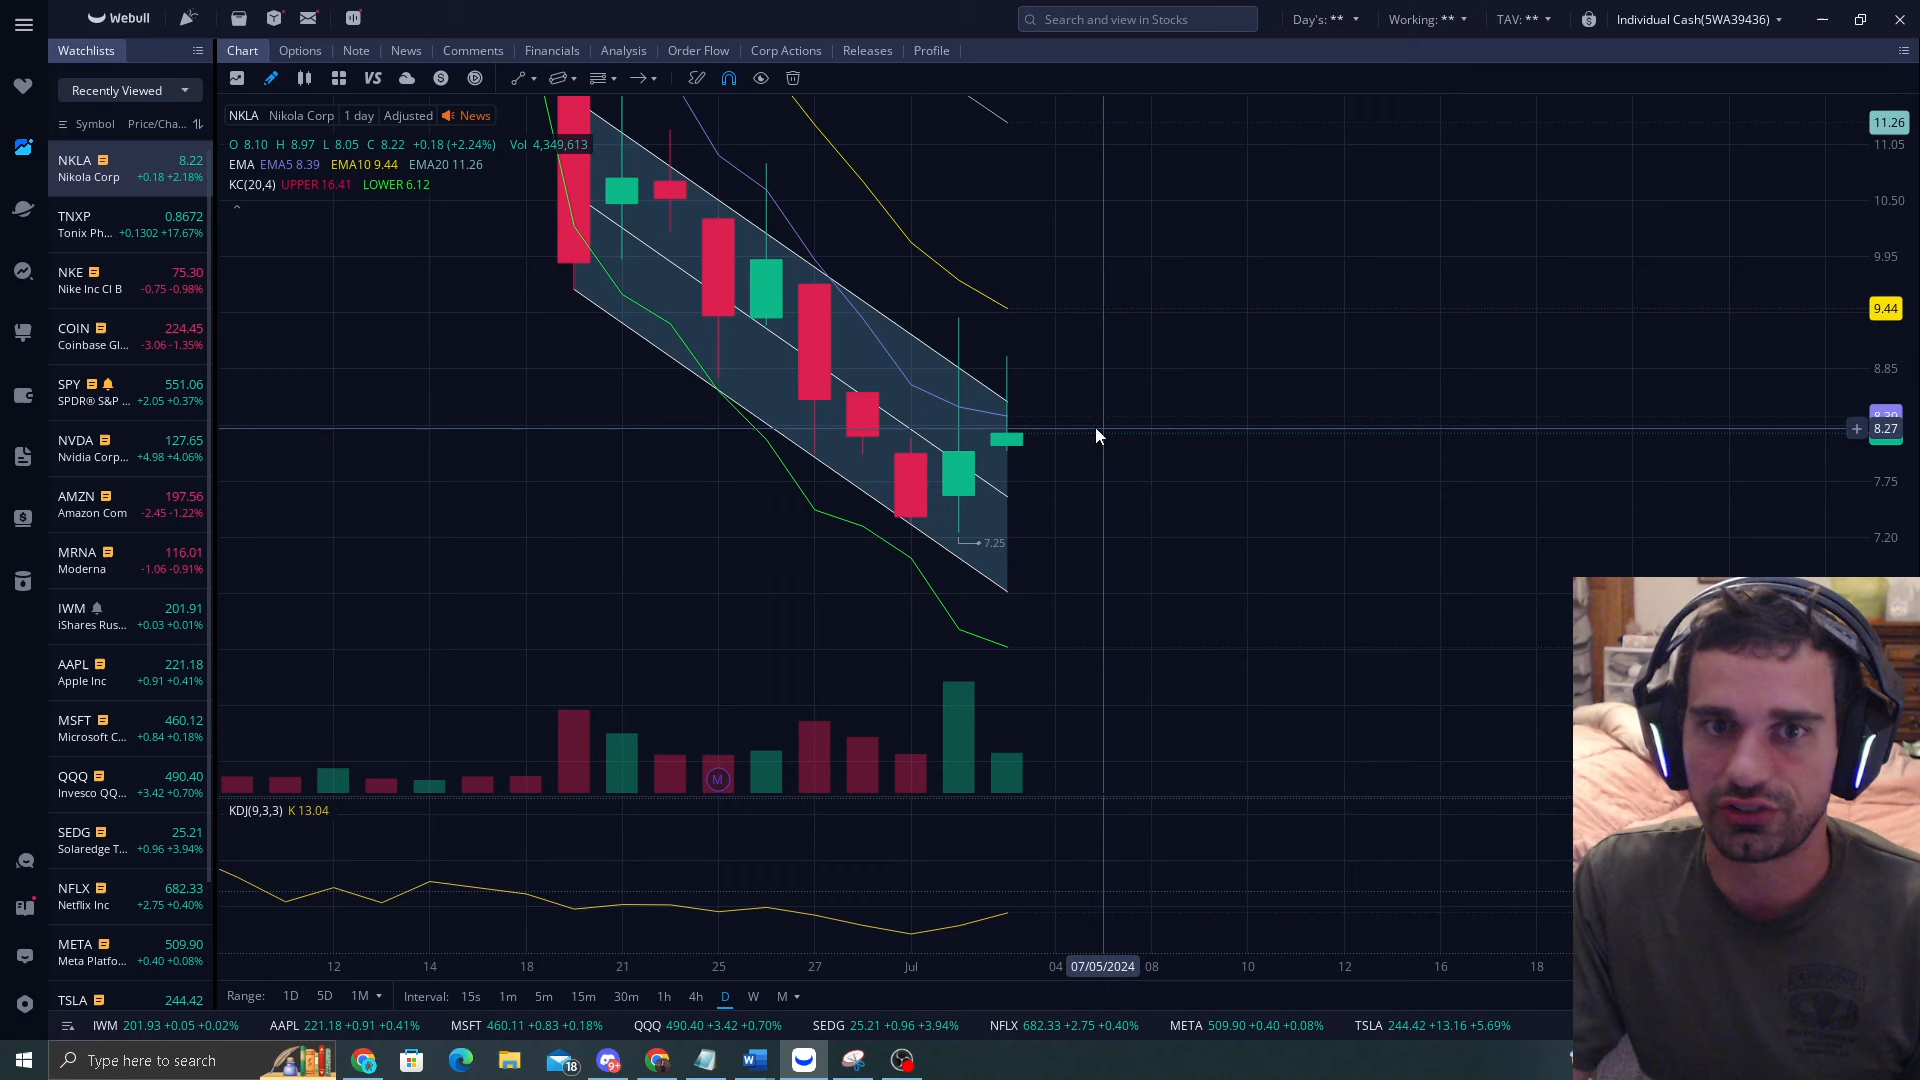 Webull
Search and view in Stocks
Day's: **
Working: **
TAV: **
Individual Cash(5WA39436)
Watchlists
Chart Options Note News Comments Financials Analysis Order Flow Corp Actions Releases Profile
Recently Viewed
VS
S
Symbol Price/Cha...
NKLA 8.22
Nikola Corp +0.18 +2.18%
TNXP 0.8672
Tonix Ph... +0.1302 +17.67%
NKE 75.30
Nike Inc Cl B -0.75 -0.98%
COIN 224.45
Coinbase Gl... -3.06 -1.35%
SPY 551.06
SPDR® S&P ... +2.05 +0.37%
NVDA 127.65
Nvidia Corp... +4.98 +4.06%
AMZN 197.56
Amazon Com -2.45 -1.22%
MRNA 116.01
Moderna -1.06 -0.91%
IWM 201.91
iShares Rus... +0.03 +0.01%
AAPL 221.18
Apple Inc +0.91 +0.41%
MSFT 460.12
Microsoft C... +0.84 +0.18%
QQQ 490.40
Invesco QQ... +3.42 +0.70%
SEDG 25.21
Solaredge T... +0.96 +3.94%
NFLX 682.33
Netflix Inc +2.75 +0.40%
META 509.90
Meta Platfo... +0.40 +0.08%
TSLA 244.42
NKLA Nikola Corp 1 day Adjusted News
O 8.10 H 8.97 L 8.05 C 8.22 +0.18 (+2.24%) Vol 4,349,613
EMA EMA5 8.39 EMA10 9.44 EMA20 11.26
KC(20,4) UPPER 16.41 LOWER 6.12
11.26
11.05
10.50
9.95
9.44
8.85
8.39
8.27
7.75
7.20
7.25
M
KDJ(9,3,3) K 13.04
12 14 18 21 25 27 Jul 04 07/05/2024 08 10 12 16 18
Range: 1D 5D 1M Interval: 15s 1m 5m 15m 30m 1h 4h D W M
IWM 201.93 +0.05 +0.02% AAPL 221.18 +0.91 +0.41% MSFT 460.11 +0.83 +0.18% QQQ 490.40 +3.42 +0.70% SEDG 25.21 +0.96 +3.94% NFLX 682.33 +2.75 +0.40% META 509.90 +0.40 +0.08% TSLA 244.42 +13.16 +5.69%
Type here to search
18
9+